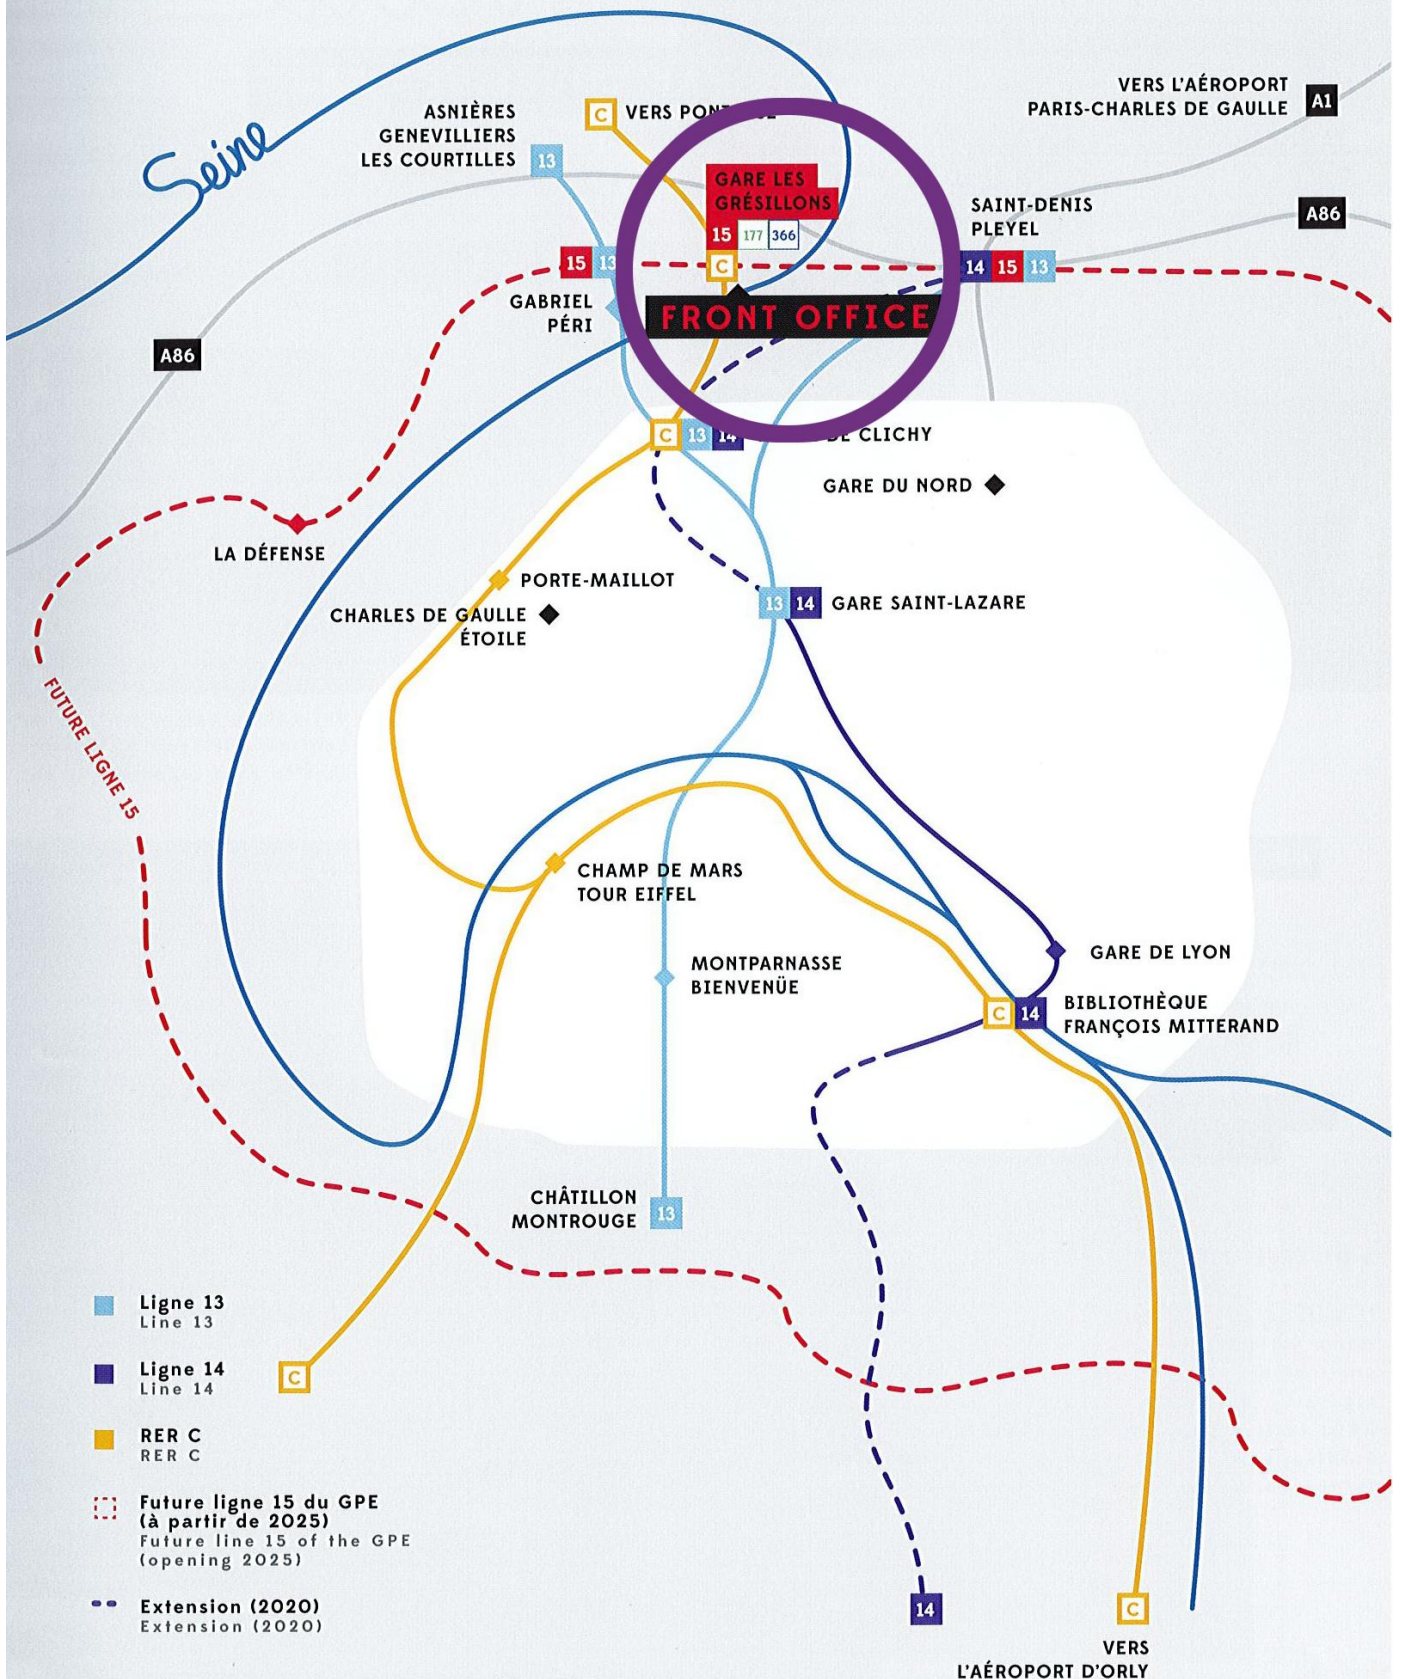 VERS L'AÉROPORT
PARIS-CHARLES DE GAULLE
A1
ASNIÈRES
GENEVILLIERS
LES COURTILLES
13
C
VERS
Seine
GARE LES
GRÉSILLONS
15 177 366
C
SAINT-DENIS
PLEYEL
14 15 13
A86
15 13
GABRIEL
PÉRI
FRONT OFFICE
A86
C 13 14
DE CLICHY
GARE DU NORD
LA DÉFENSE
PORTE-MAILLOT
CHARLES DE GAULLE
ÉTOILE
13 14 GARE SAINT-LAZARE
FUTURE LIGNE 15
CHAMP DE MARS
TOUR EIFFEL
MONTPARNASSE
BIENVENÜE
GARE DE LYON
C 14
BIBLIOTHÈQUE
FRANÇOIS MITTERAND
CHÂTILLON
MONTROUGE
13
C
Ligne 13
Line 13
Ligne 14
Line 14
RER C
RER C
Future ligne 15 du GPE
(à partir de 2025)
Future line 15 of the GPE
(opening 2025)
Extension (2020)
Extension (2020)
14
C
VERS
L'AÉROPORT D'ORLY